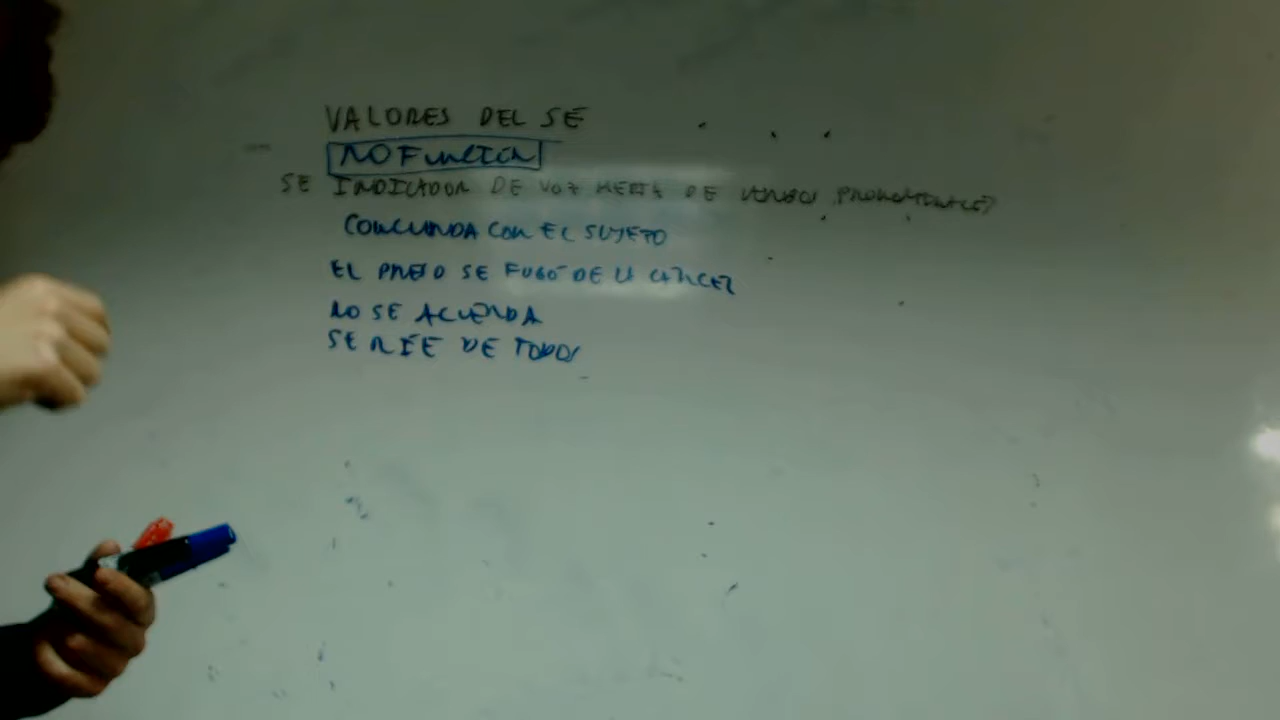 VALORES DEL SE
NO FUNCIÓN
SE INDICADOR DE VOZ MEDIA DE VERBOS PRONOMINALES
CONCUERDA CON EL SUJETO
EL PRESO SE FUGÓ DE LA CÁRCEL
NO SE ACUERDA
SE RÍE DE TODOS